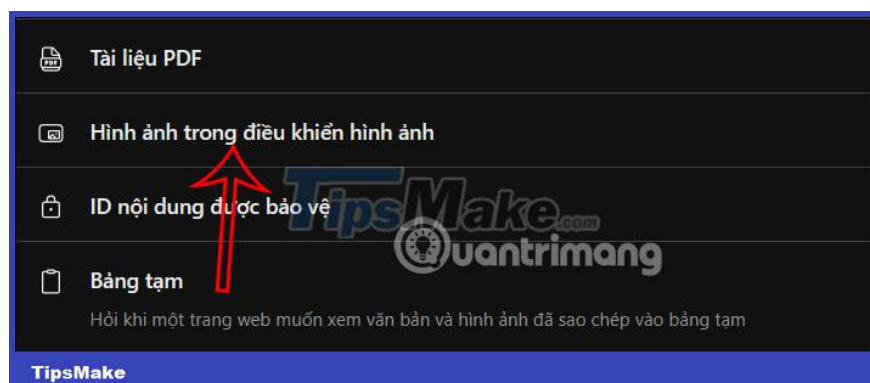 Tài liệu PDF
Hình ảnh trong điều khiển hình ảnh
ID nội dung được bảo vệ
TipsMake.com
Quantrimang
Bảng tạm
Hỏi khi một trang web muốn xem văn bản và hình ảnh đã sao chép vào bảng tạm
TipsMake